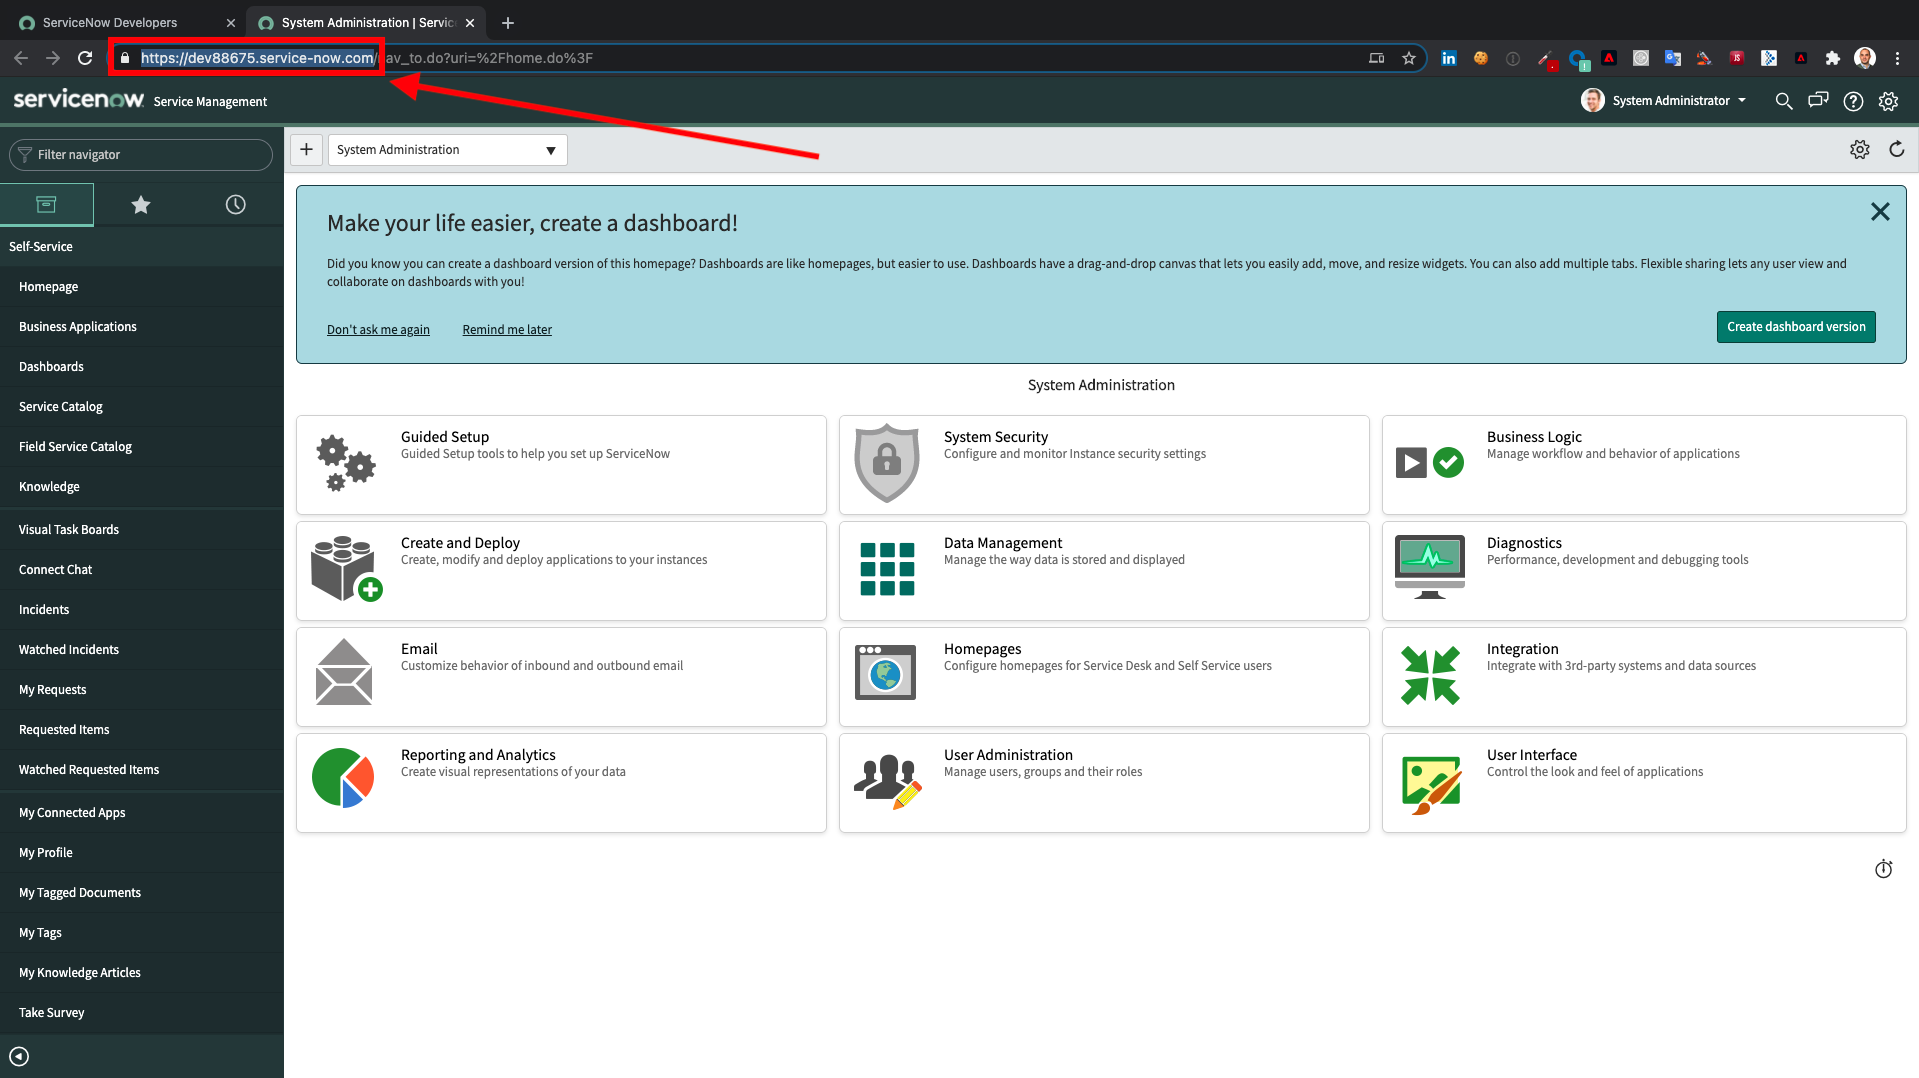 ServiceNow Developers
System Administration | Servic
https://dev88675.service-now.com/nav_to.do?uri=%2Fhome.do%3F
servicenow Service Management
System Administrator
Filter navigator
System Administration
Self-Service
Homepage
Business Applications
Dashboards
Service Catalog
Field Service Catalog
Knowledge
Visual Task Boards
Connect Chat
Incidents
Watched Incidents
My Requests
Requested Items
Watched Requested Items
My Connected Apps
My Profile
My Tagged Documents
My Tags
My Knowledge Articles
Take Survey
Make your life easier, create a dashboard!
Did you know you can create a dashboard version of this homepage? Dashboards are like homepages, but easier to use. Dashboards have a drag-and-drop canvas that lets you easily add, move, and resize widgets. You can also add multiple tabs. Flexible sharing lets any user view and
collaborate on dashboards with you!
Don't ask me again Remind me later
Create dashboard version
System Administration
Guided Setup
Guided Setup tools to help you set up ServiceNow
System Security
Configure and monitor Instance security settings
Business Logic
Manage workflow and behavior of applications
Create and Deploy
Create, modify and deploy applications to your instances
Data Management
Manage the way data is stored and displayed
Diagnostics
Performance, development and debugging tools
Email
Customize behavior of inbound and outbound email
Homepages
Configure homepages for Service Desk and Self Service users
Integration
Integrate with 3rd-party systems and data sources
Reporting and Analytics
Create visual representations of your data
User Administration
Manage users, groups and their roles
User Interface
Control the look and feel of applications